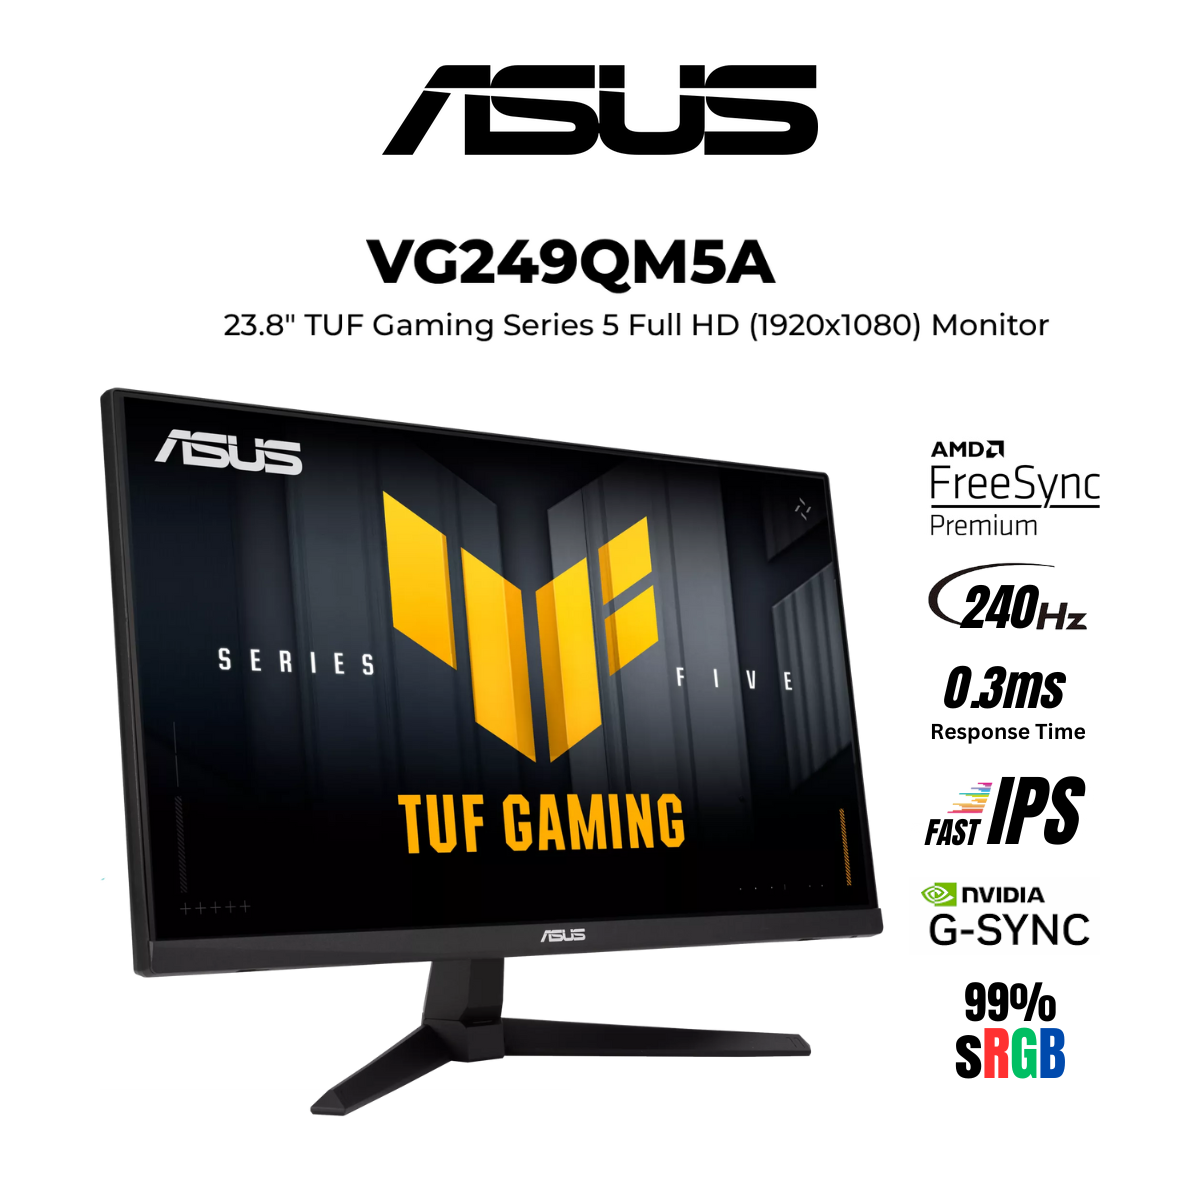 ASUS
VG249QM5A
23.8" TUF Gaming Series 5 Full HD (1920x1080) Monitor
ASUS
SERIES FIVE
TUF GAMING
ASUS
AMD
FreeSync
Premium
240Hz
0.3ms
Response Time
FAST IPS
NVIDIA
G-SYNC
99%
sRGB